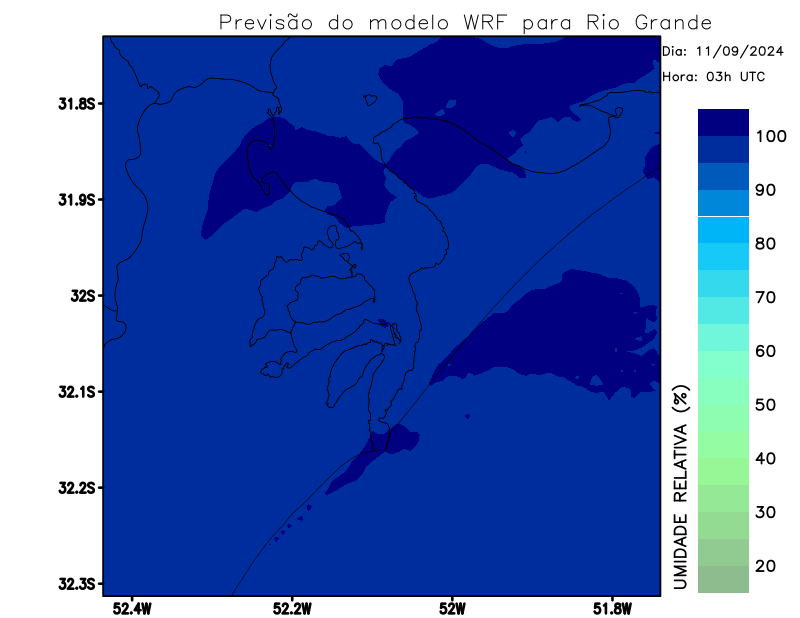 Previsão do modelo WRF para Rio Grande
Dia: 11/09/2024
Hora: 03h UTC
31.8S
31.9S
32S
32.1S
32.2S
32.3S
52.4W
52.2W
52W
51.8W
100
90
80
70
60
50
40
30
20
UMIDADE RELATIVA (%)